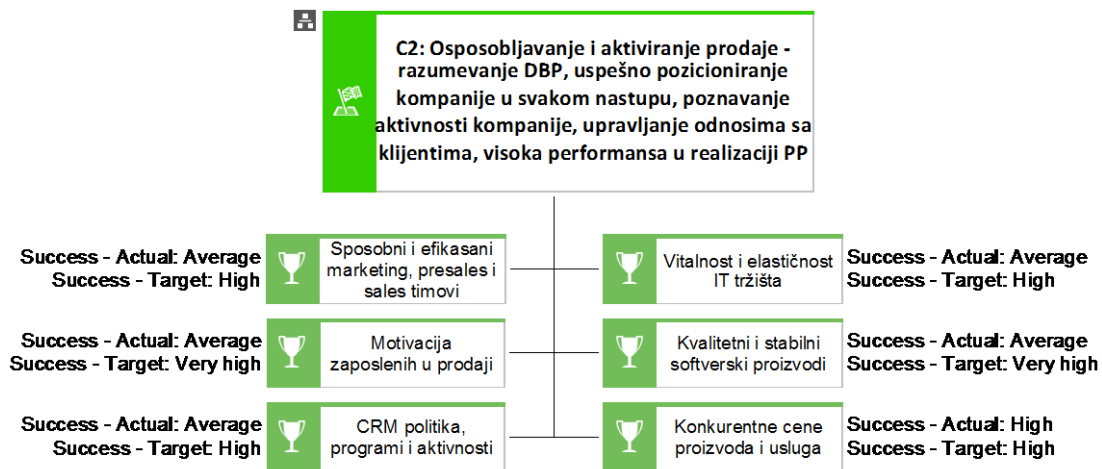 C2: Osposobljavanje i aktiviranje prodaje -
razumevanje DBP, uspešno pozicioniranje
kompanije u svakom nastupu, poznavanje
aktivnosti kompanije, upravljanje odnosima sa
klijentima, visoka performansa u realizaciji PP
Success - Actual: Average
Success - Target: High
Sposobni i efikasani
marketing, presales i
sales timovi
Vitalnost i elastičnost
IT tržišta
Success - Actual: Average
Success - Target: High
Success - Actual: Average
Success - Target: Very high
Motivacija
zaposlenih u prodaji
Kvalitetni i stabilni
softverski proizvodi
Success - Actual: Average
Success - Target: Very high
Success - Actual: Average
Success - Target: High
CRM politika,
programi i aktivnosti
Konkurentne cene
proizvoda i usluga
Success - Actual: High
Success - Target: High